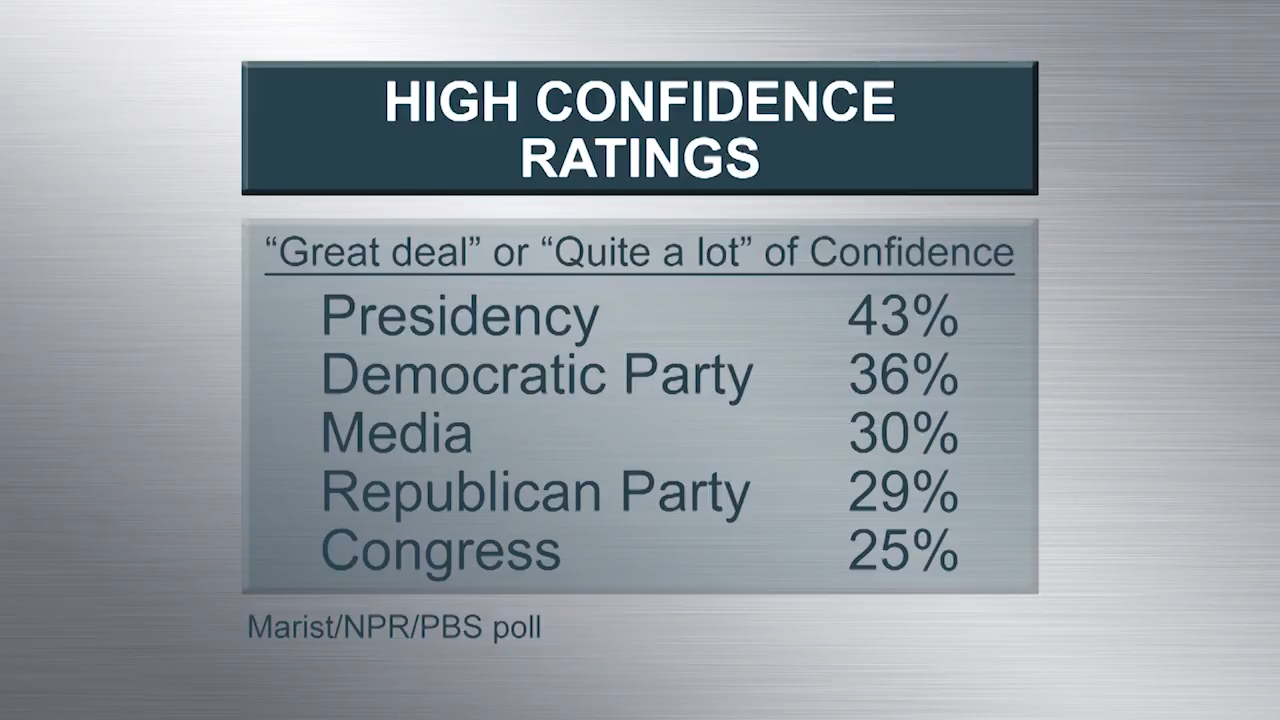 HIGH CONFIDENCE
RATINGS
“Great deal” or “Quite a lot” of Confidence
Presidency 43%
Democratic Party 36%
Media 30%
Republican Party 29%
Congress 25%
Marist/NPR/PBS poll